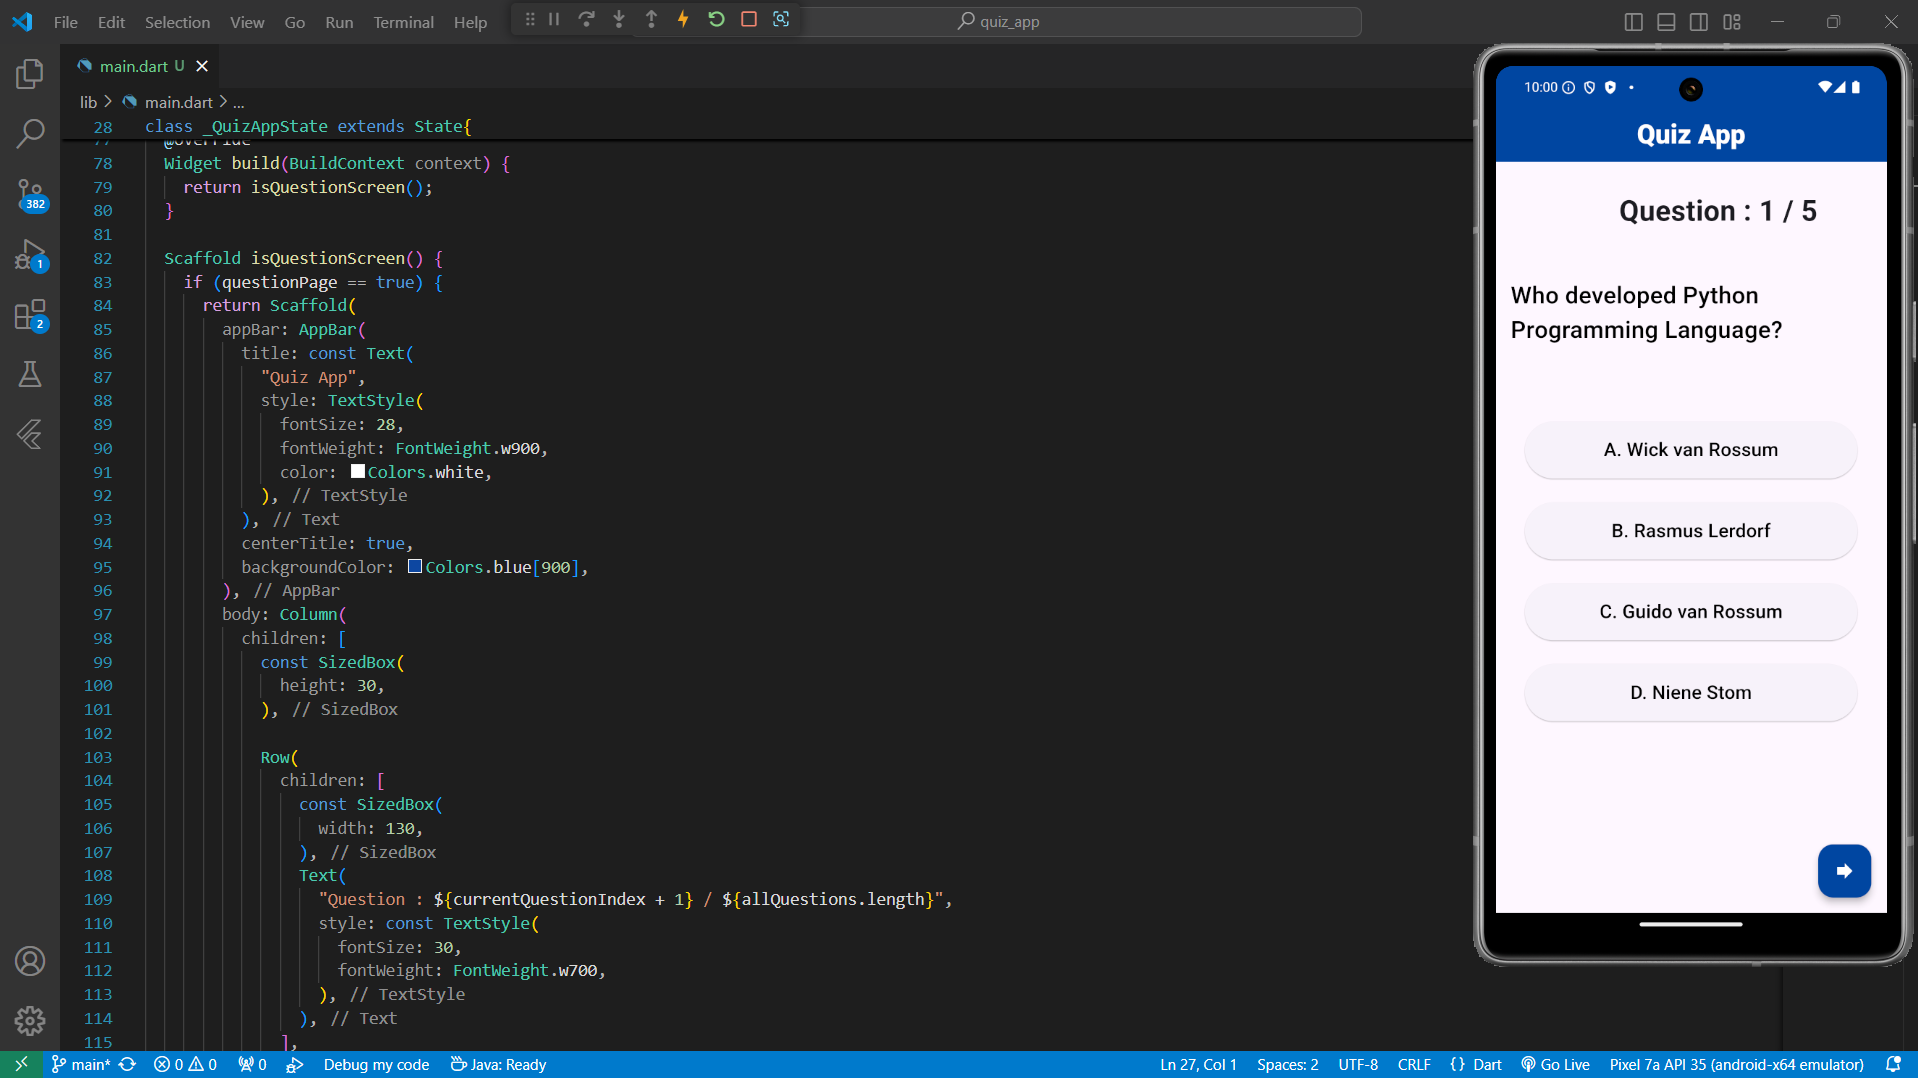 File Edit Selection View Go Run Terminal Help quiz_app
main.dart U
lib > main.dart > ...
28 class _QuizAppState extends State{
77 @override
78 Widget build(BuildContext context) {
79 return isQuestionScreen();
80 }
81
82 Scaffold isQuestionScreen() {
83 if (questionPage == true) {
84 return Scaffold(
85 appBar: AppBar(
86 title: const Text(
87 "Quiz App",
88 style: TextStyle(
89 fontSize: 28,
90 fontWeight: FontWeight.w900,
91 color: Colors.white,
92 ), // TextStyle
93 ), // Text
94 centerTitle: true,
95 backgroundColor: Colors.blue[900],
96 ), // AppBar
97 body: Column(
98 children: [
99 const SizedBox(
100 height: 30,
101 ), // SizedBox
102
103 Row(
104 children: [
105 const SizedBox(
106 width: 130,
107 ), // SizedBox
108 Text(
109 "Question : ${currentQuestionIndex + 1} / ${allQuestions.length}",
110 style: const TextStyle(
111 fontSize: 30,
112 fontWeight: FontWeight.w700,
113 ), // TextStyle
114 ), // Text
115 ],
382
1
2
10:00
Quiz App
Question : 1 / 5
Who developed Python
Programming Language?
A. Wick van Rossum
B. Rasmus Lerdorf
C. Guido van Rossum
D. Niene Stom
main* 0 0 0 Debug my code Java: Ready Ln 27, Col 1 Spaces: 2 UTF-8 CRLF {} Dart Go Live Pixel 7a API 35 (android-x64 emulator)